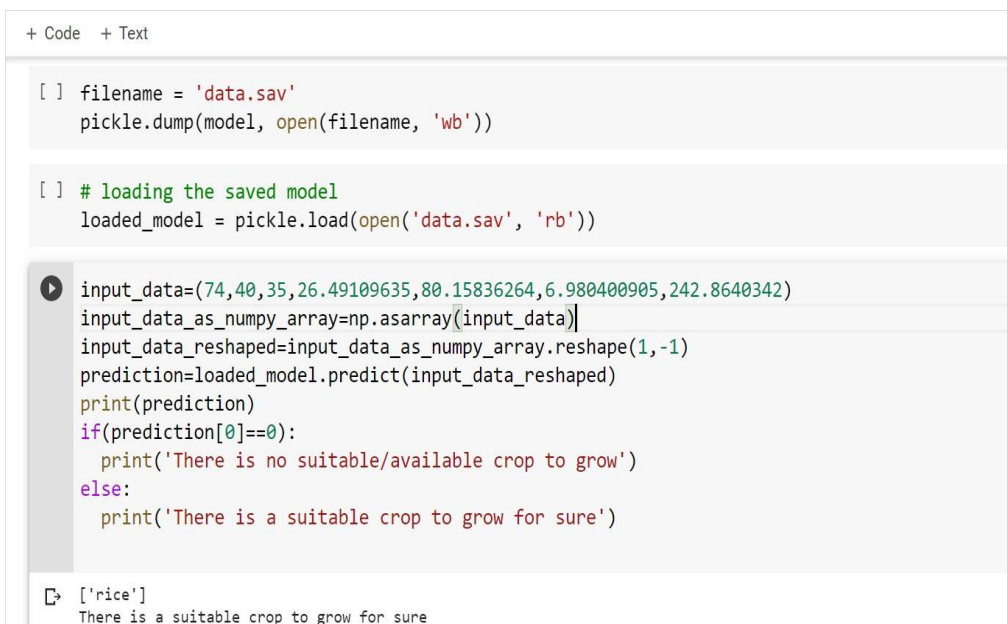 + Code + Text
[ ] filename = 'data.sav'
pickle.dump(model, open(filename, 'wb'))
[ ] # loading the saved model
loaded_model = pickle.load(open('data.sav', 'rb'))
input_data=(74,40,35,26.49109635,80.15836264,6.980400905,242.8640342)
input_data_as_numpy_array=np.asarray(input_data)
input_data_reshaped=input_data_as_numpy_array.reshape(1,-1)
prediction=loaded_model.predict(input_data_reshaped)
print(prediction)
if(prediction[0]==0):
  print('There is no suitable/available crop to grow')
else:
  print('There is a suitable crop to grow for sure')
['rice']
There is a suitable crop to grow for sure